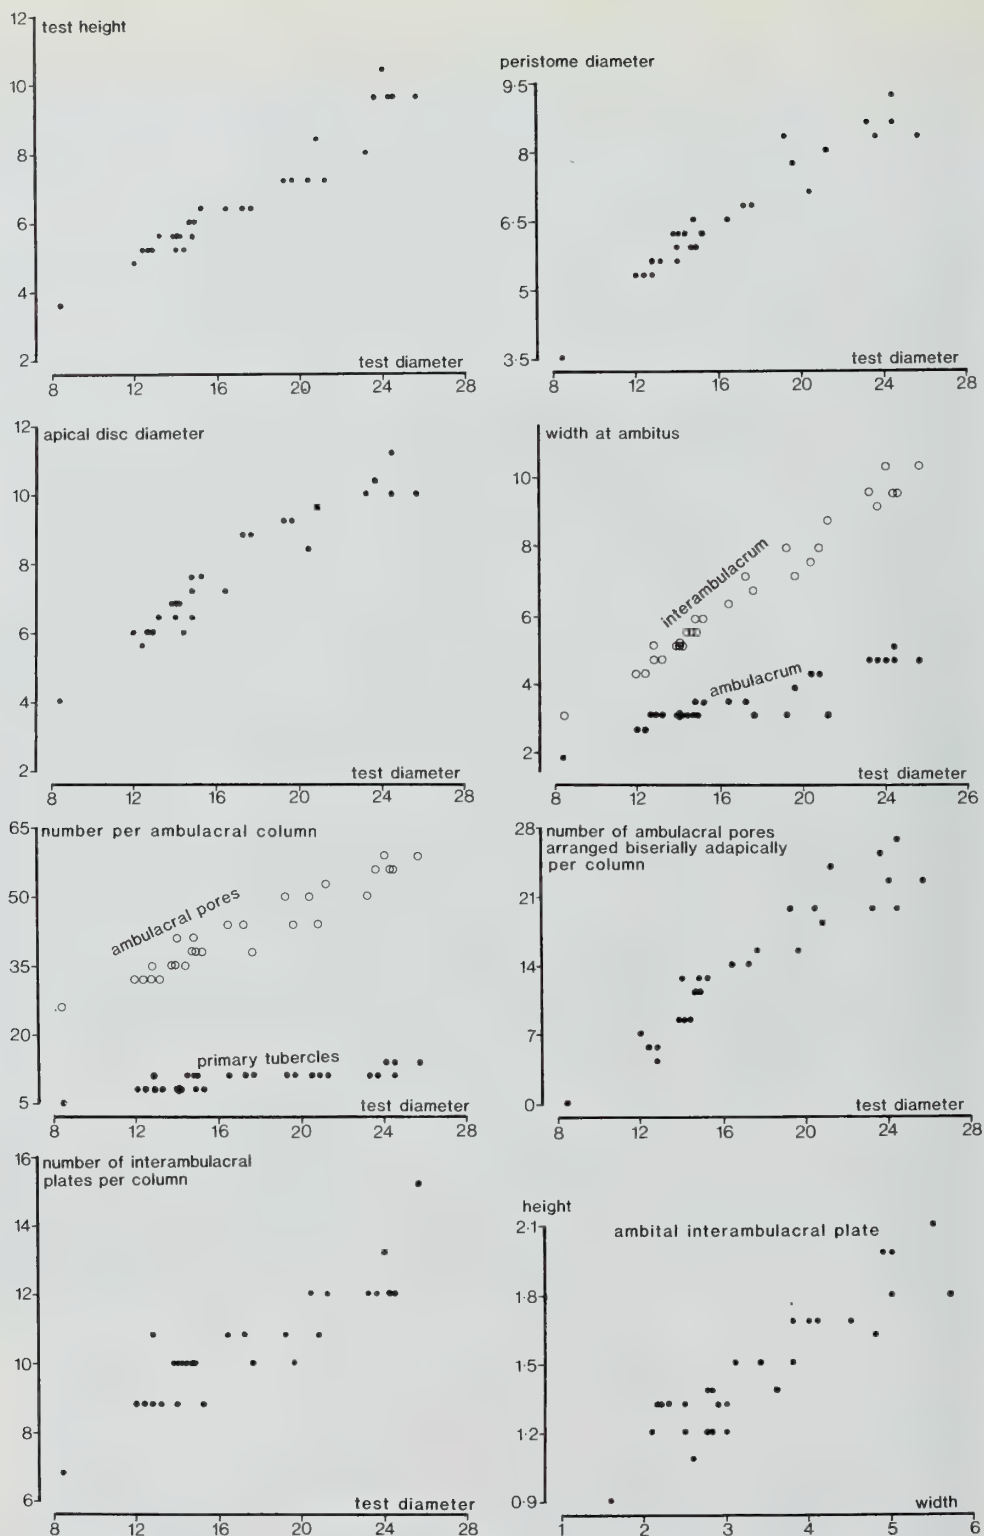 test height
12
10
8
6
4
2
test diameter
8 12 16 20 24 28
peristome diameter
9·5
8
6·5
5
3·5
test diameter
8 12 16 20 24 28
apical disc diameter
12
10
8
6
4
2
test diameter
8 12 16 20 24 28
width at ambitus
10
8
6
4
2
interambulacrum
ambulacrum
test diameter
8 12 16 18 20 22 24 26
number per ambulacral column
65
50
35
20
5
ambulacral pores
primary tubercles
test diameter
8 12 16 20 24 28
number of ambulacral pores
arranged biserially adapically
per column
28
21
14
7
0
test diameter
8 12 16 20 24 28
number of interambulacral
plates per column
16
14
12
10
8
6
test diameter
8 12 16 20 24 28
height
ambital interambulacral plate
2·1
1·8
1·5
1·2
0·9
width
1 2 3 4 5 6